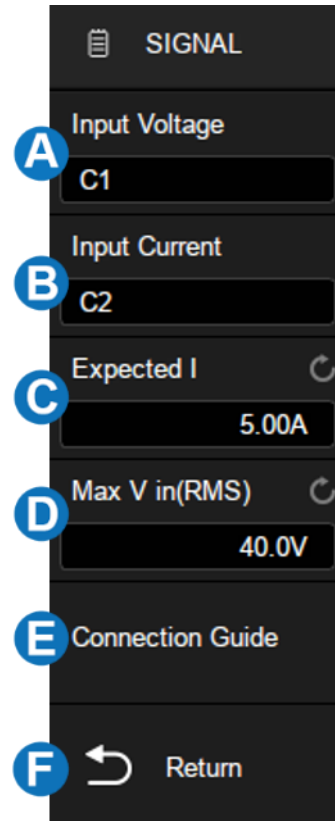 SIGNAL
A
Input Voltage
C1
B
Input Current
C2
C
Expected I
5.00A
D
Max V in(RMS)
40.0V
E
Connection Guide
F
Return